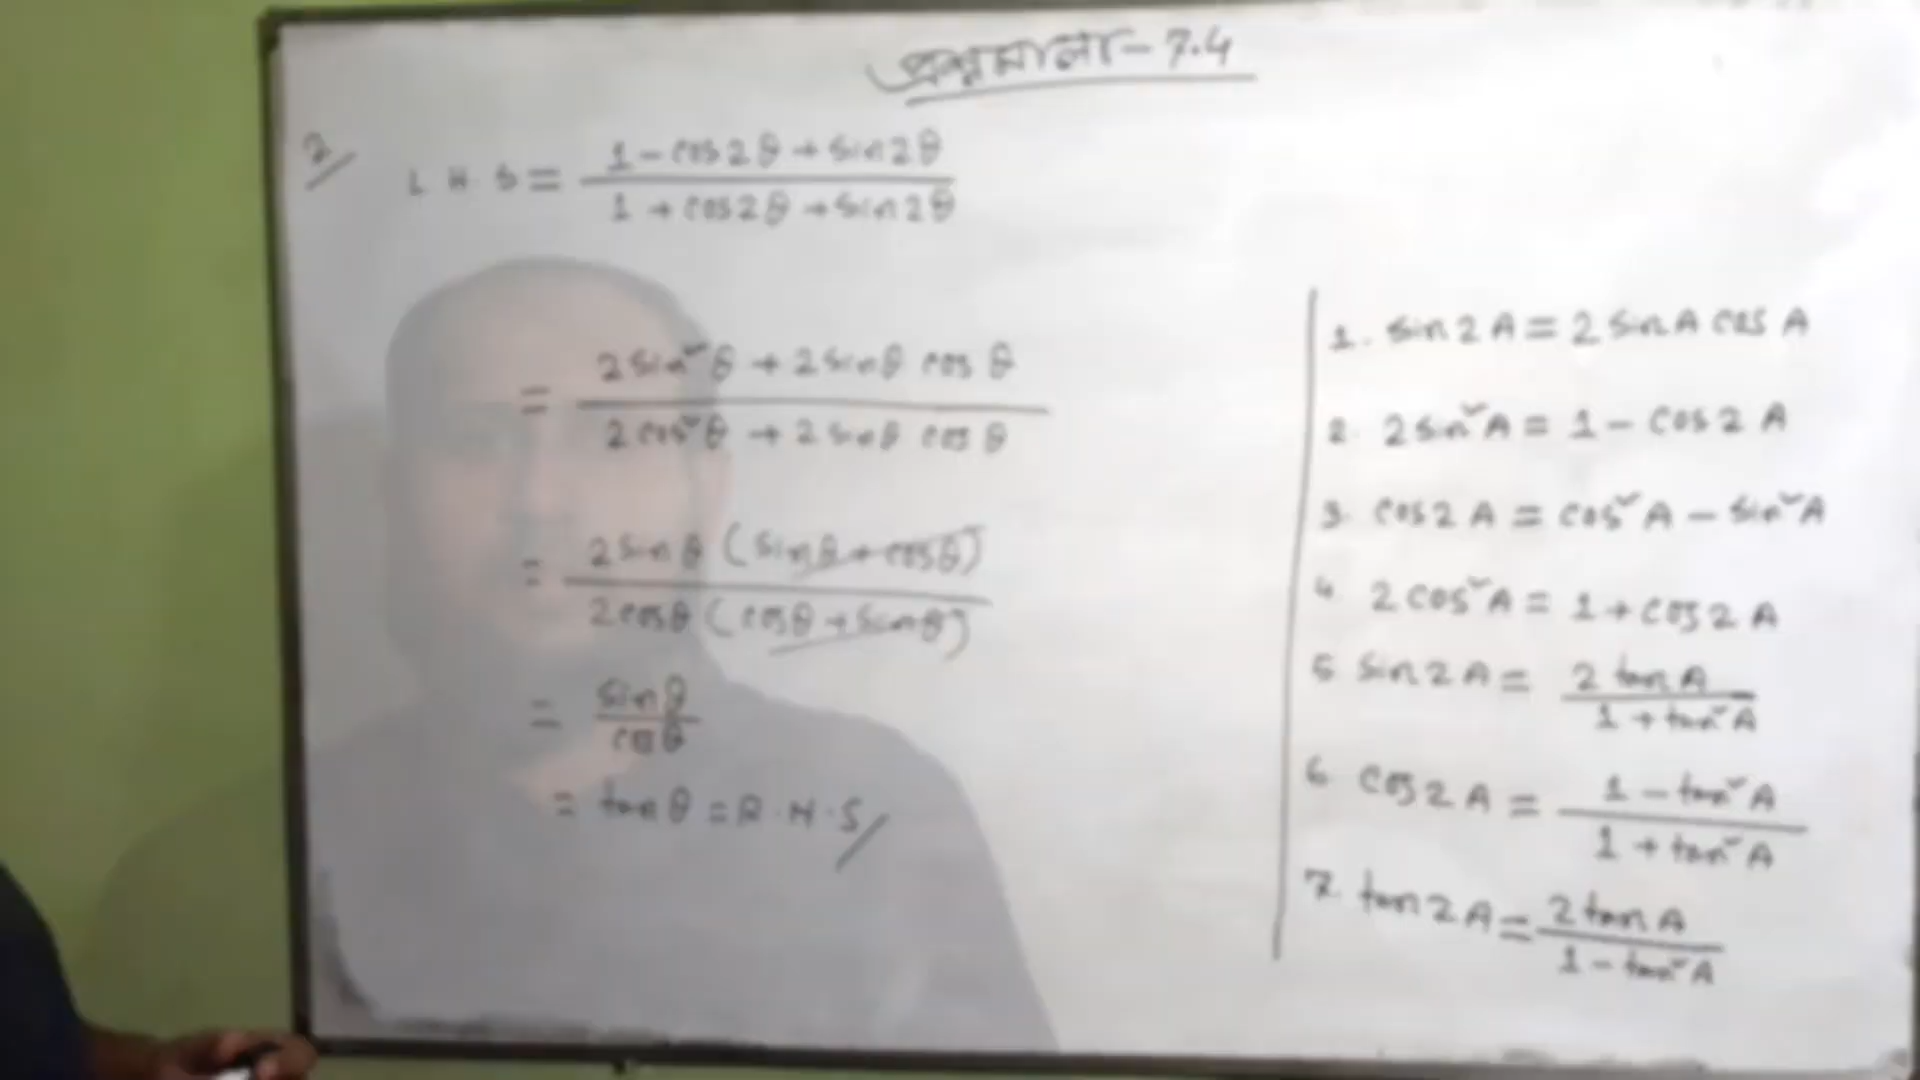 প্রশ্নমালা - 7.4
2
L.H.S = (1 - cos2θ + sin2θ) / (1 + cos2θ + sin2θ)
= (2sin²θ + 2sinθ cosθ) / (2cos²θ + 2sinθ cosθ)
= 2sinθ (sinθ + cosθ) / 2cosθ (cosθ + sinθ)
= sinθ / cosθ
= tanθ = R.H.S
1. sin2A = 2 sinA cosA
2. 2sin²A = 1 - cos2A
3. cos2A = cos²A - sin²A
4. 2cos²A = 1 + cos2A
5. sin2A = 2tanA / (1 + tan²A)
6. cos2A = (1 - tan²A) / (1 + tan²A)
7. tan2A = 2tanA / (1 - tan²A)